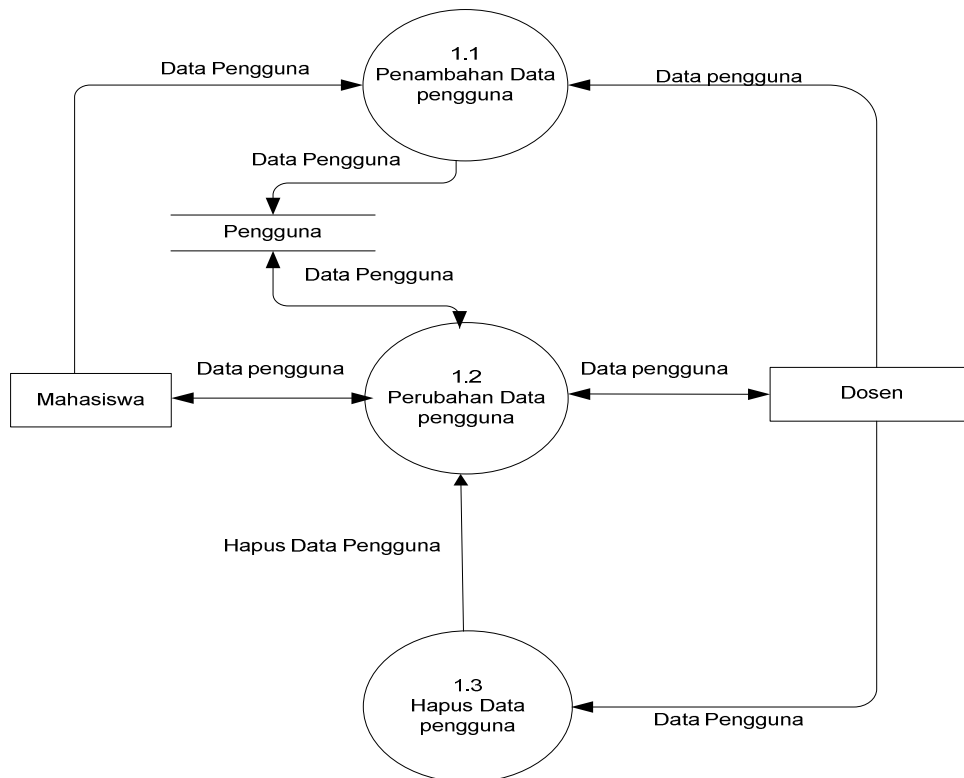 1.1
Penambahan Data
pengguna
Data Pengguna
Data pengguna
Data Pengguna
Pengguna
Data Pengguna
Data pengguna
1.2
Perubahan Data
pengguna
Data pengguna
Mahasiswa
Dosen
Hapus Data Pengguna
1.3
Hapus Data
pengguna
Data Pengguna